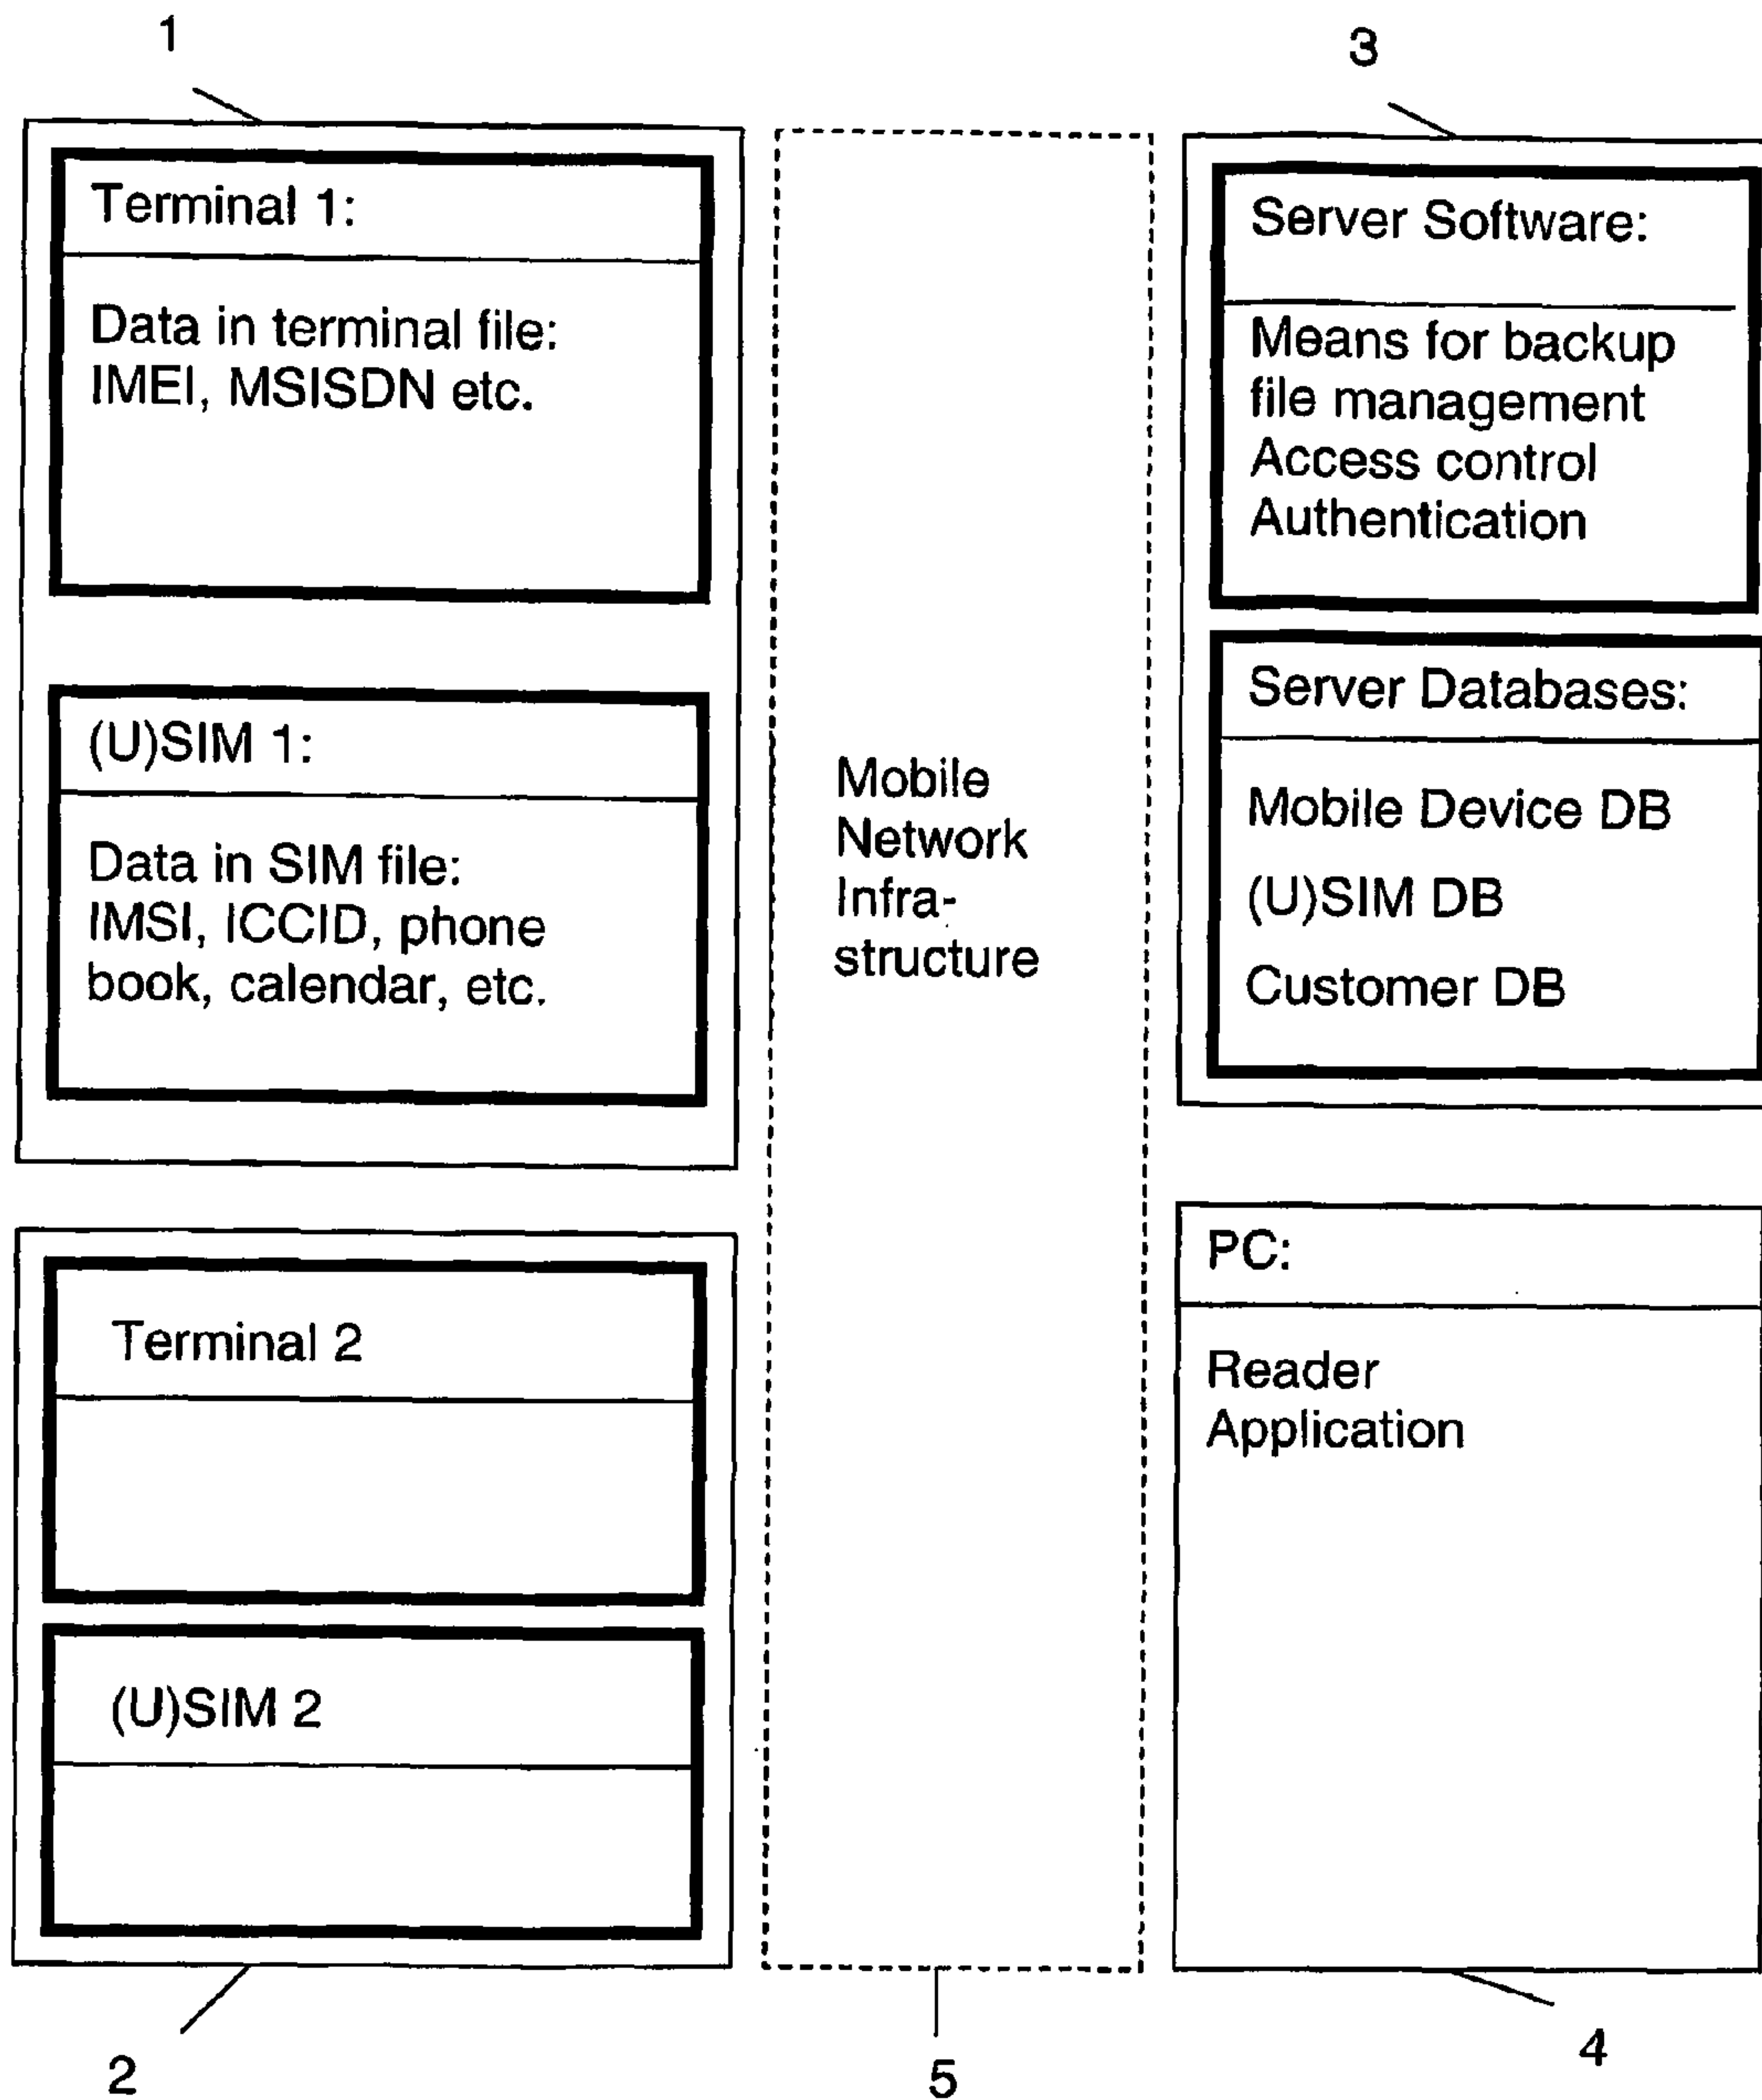 1
3
Terminal 1:
Data in terminal file:
IMEI, MSISDN etc.
(U)SIM 1:
Data in SIM file:
IMSI, ICCID, phone
book, calendar, etc.
Terminal 2
(U)SIM 2
Mobile
Network
Infra-
structure
Server Software:
Means for backup
file management
Access control
Authentication
Server Databases:
Mobile Device DB
(U)SIM DB
Customer DB
PC:
Reader
Application
2
5
4